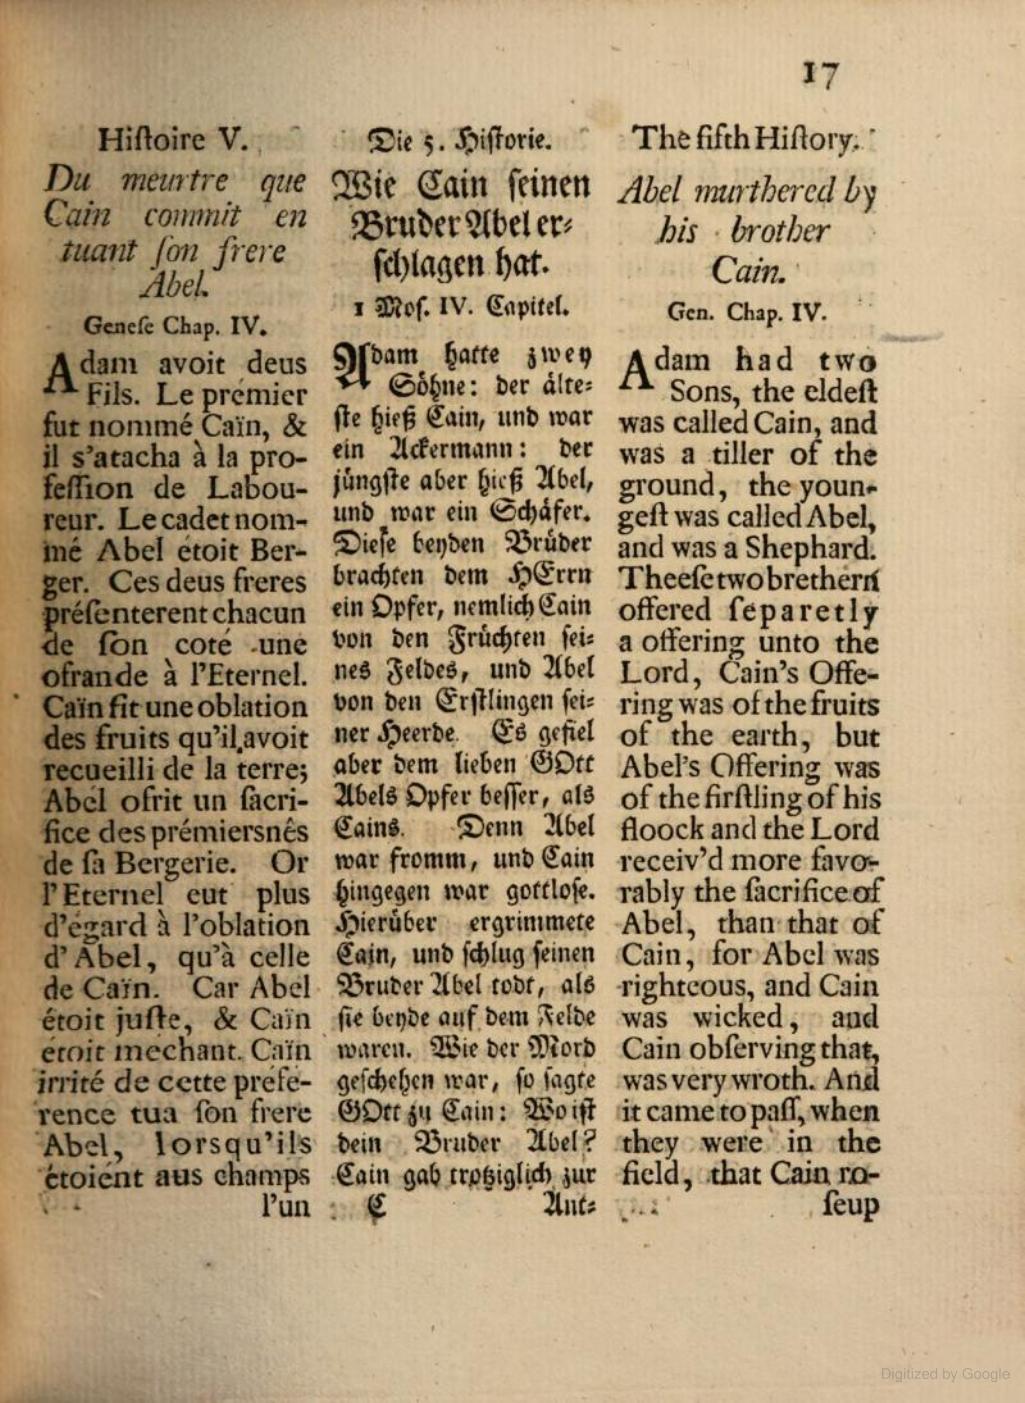 17
Hiſtoire V.
Du meurtre que
Cain commit en
tuant ſon frere
Abel.
Geneſe Chap. IV.
Adam avoit deus
Fils. Le prémier
fut nommé Caïn, &
il s'atacha à la pro-
feſſion de Labou-
reur. Le cadet nom-
mé Abel étoit Ber-
ger. Ces deus freres
préſenterent chacun
de ſon coté une
ofrande à l'Eternel.
Caïn fit une oblation
des fruits qu'il avoit
recueilli de la terre;
Abel ofrit un ſacri-
fice des prémiers nês
de ſa Bergerie. Or
l'Eternel eut plus
d'égard à l'oblation
d'Abel, qu'à celle
de Caïn. Car Abel
étoit juſte, & Caïn
étoit mechant. Caïn
irrité de cette préfe-
rence tua ſon frere
Abel, lorsqu'ils
étoient aus champs
l'un
Die 5. Hiſtorie.
Wie Cain ſeinen
Bruder Abel er⸗
ſchlagen hat.
1 Moſ. IV. Capitel.
Adam hatte zwey
Söhne: der älte⸗
ſte hieß Cain, und war
ein Ackermann: der
jüngſte aber hieß Abel,
und war ein Schäfer.
Dieſe beyden Brüder
brachten dem HErrn
ein Opfer, nemlich Cain
von den Früchten ſei⸗
nes Feldes, und Abel
von den Erſtlingen ſei⸗
ner Heerde. Es gefiel
aber dem lieben GOtt
Abels Opfer beſſer, als
Cains. Denn Abel
war fromm, und Cain
hingegen war gottloſe.
Hierüber ergrimmete
Cain, und ſchlug ſeinen
Bruder Abel todt, als
ſie beyde auf dem Felde
waren. Wie der Mord
geſchehen war, ſo ſagte
GOtt zu Cain: Wo iſt
dein Bruder Abel?
Cain gab trotziglich zur
C Ant⸗
The fifth Hiſtory.
Abel murthered by
his brother
Cain.
Gen. Chap. IV.
Adam had two
Sons, the eldeſt
was called Cain, and
was a tiller of the
ground, the youn-
geſt was called Abel,
and was a Shephard.
Theeſe two brethern
offered ſeparetly
a offering unto the
Lord, Cain's Offe-
ring was of the fruits
of the earth, but
Abel's Offering was
of the firſtling of his
floock and the Lord
receiv'd more favo-
rably the ſacrifice of
Abel, than that of
Cain, for Abel was
righteous, and Cain
was wicked, and
Cain obſerving that,
was very wroth. And
it came to paſſ, when
they were in the
field, that Cain ro-
ſeup
Digitized by Google